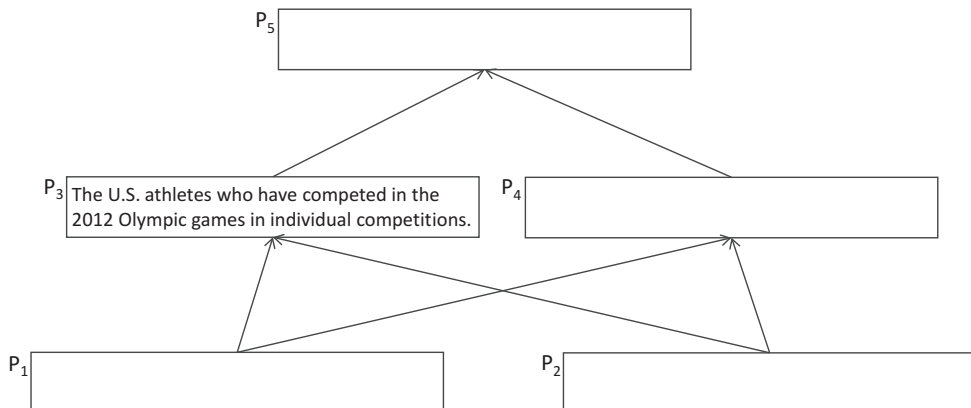 P5
P3 The U.S. athletes who have competed in the
2012 Olympic games in individual competitions.
P4
P1
P2